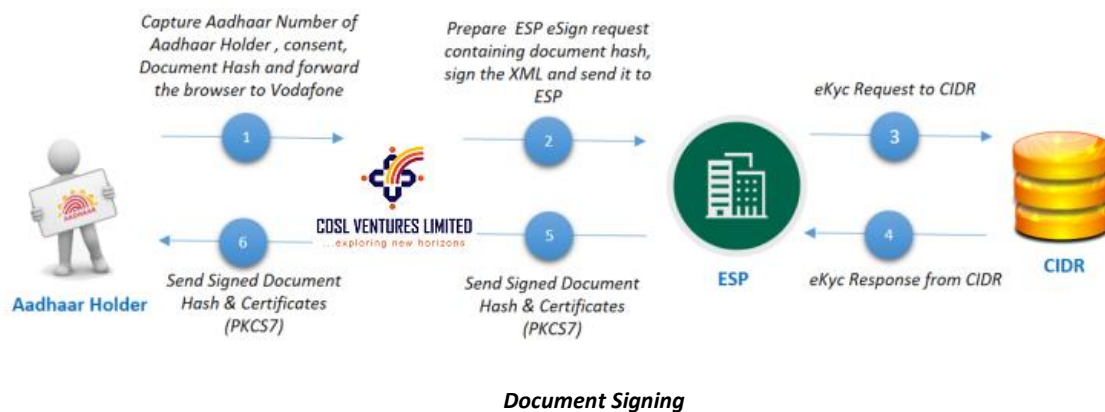 Capture Aadhaar Number of
Aadhaar Holder , consent,
Document Hash and forward
the browser to Vodafone
1
Prepare ESP eSign request
containing document hash,
sign the XML and send it to
ESP
2
eKyc Request to CIDR
3
AADHAAR
Aadhaar Holder
COSL VENTURES LIMITED
...exploring new horizons
ESP
CIDR
6
Send Signed Document
Hash & Certificates
(PKCS7)
5
Send Signed Document
Hash & Certificates
(PKCS7)
4
eKyc Response from CIDR
Document Signing